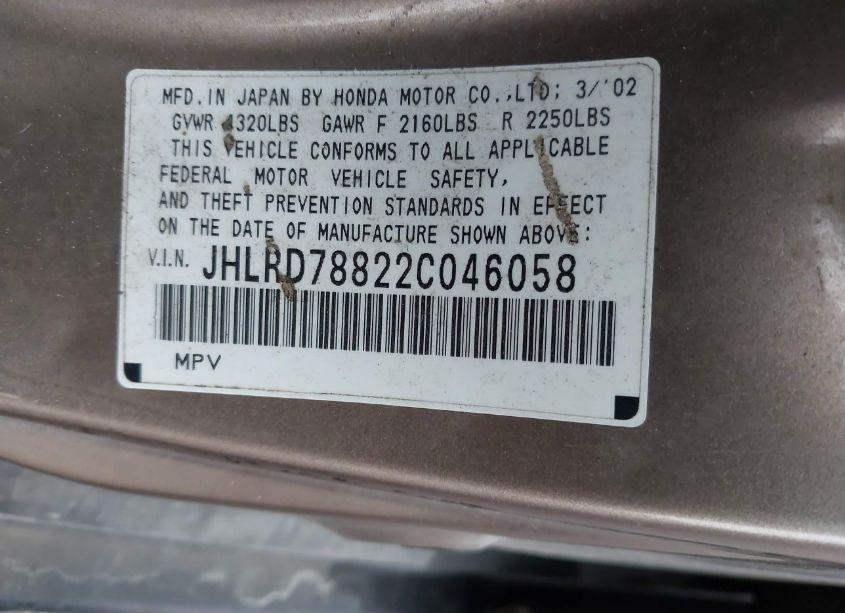 MFD. IN JAPAN BY HONDA MOTOR CO., LTD; 3/'02
GVWR 4320LBS GAWR F 2160LBS R 2250LBS
THIS VEHICLE CONFORMS TO ALL APPLICABLE
FEDERAL MOTOR VEHICLE SAFETY,
AND THEFT PREVENTION STANDARDS IN EFFECT
ON THE DATE OF MANUFACTURE SHOWN ABOVE:
V.I.N. JHLRD78822C046058
MPV